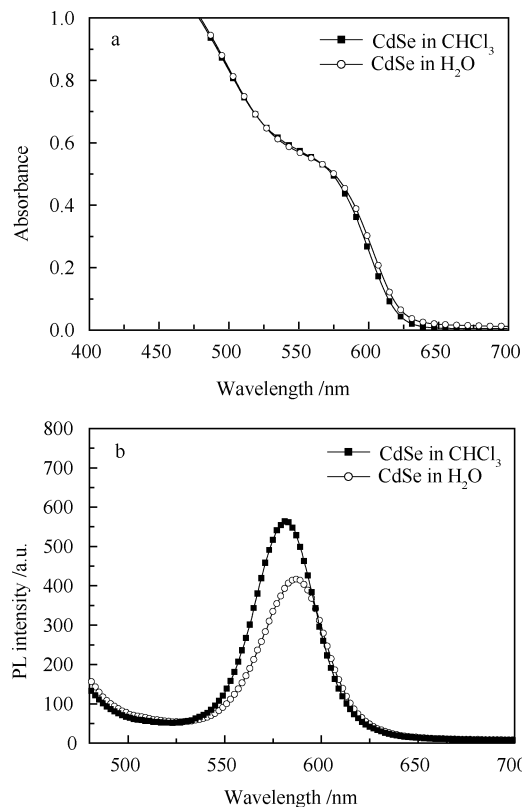 a
CdSe in CHCl₃
CdSe in H₂O
1.0
0.8
0.6
0.4
0.2
0.0
Absorbance
400 450 500 550 600 650 700
Wavelength /nm
b
CdSe in CHCl₃
CdSe in H₂O
800
700
600
500
400
300
200
100
0
PL intensity /a.u.
500 550 600 650 700
Wavelength /nm